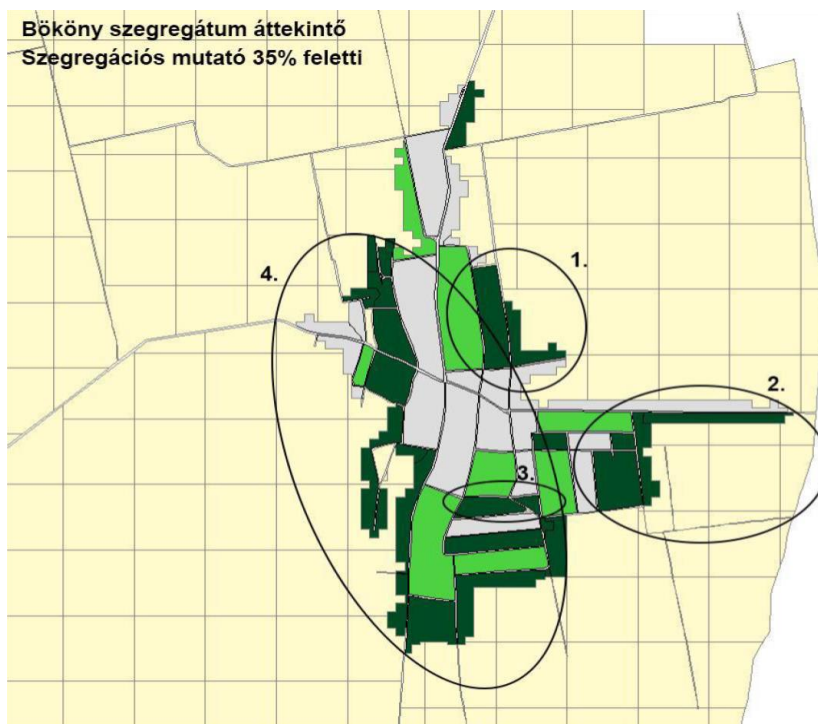 Bököny szegregátum áttekintő
Szegregációs mutató 35% feletti
1.
4.
2.
3.